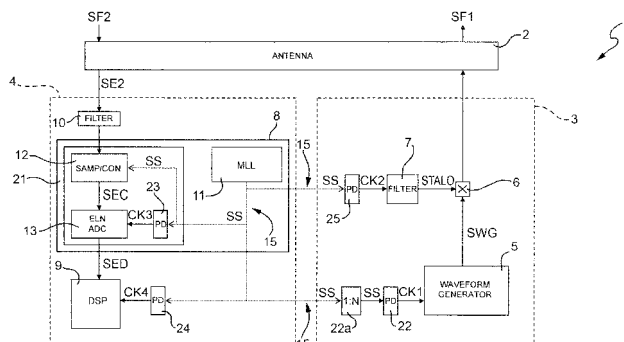 SF2
SF1
2
ANTENNA
4
SE2
3
10
FILTER
8
12
SAMP/CON
SS
MLL
15
7
21
11
23
SS
PD
CK2
FILTER
STALO
6
SEC
25
ELN ADC
CK3
PD
SS
15
13
SWG
SED
5
9
DSP
CK4
PD
SS
1:N
SS
PD
CK1
WAVEFORM GENERATOR
24
22a
22